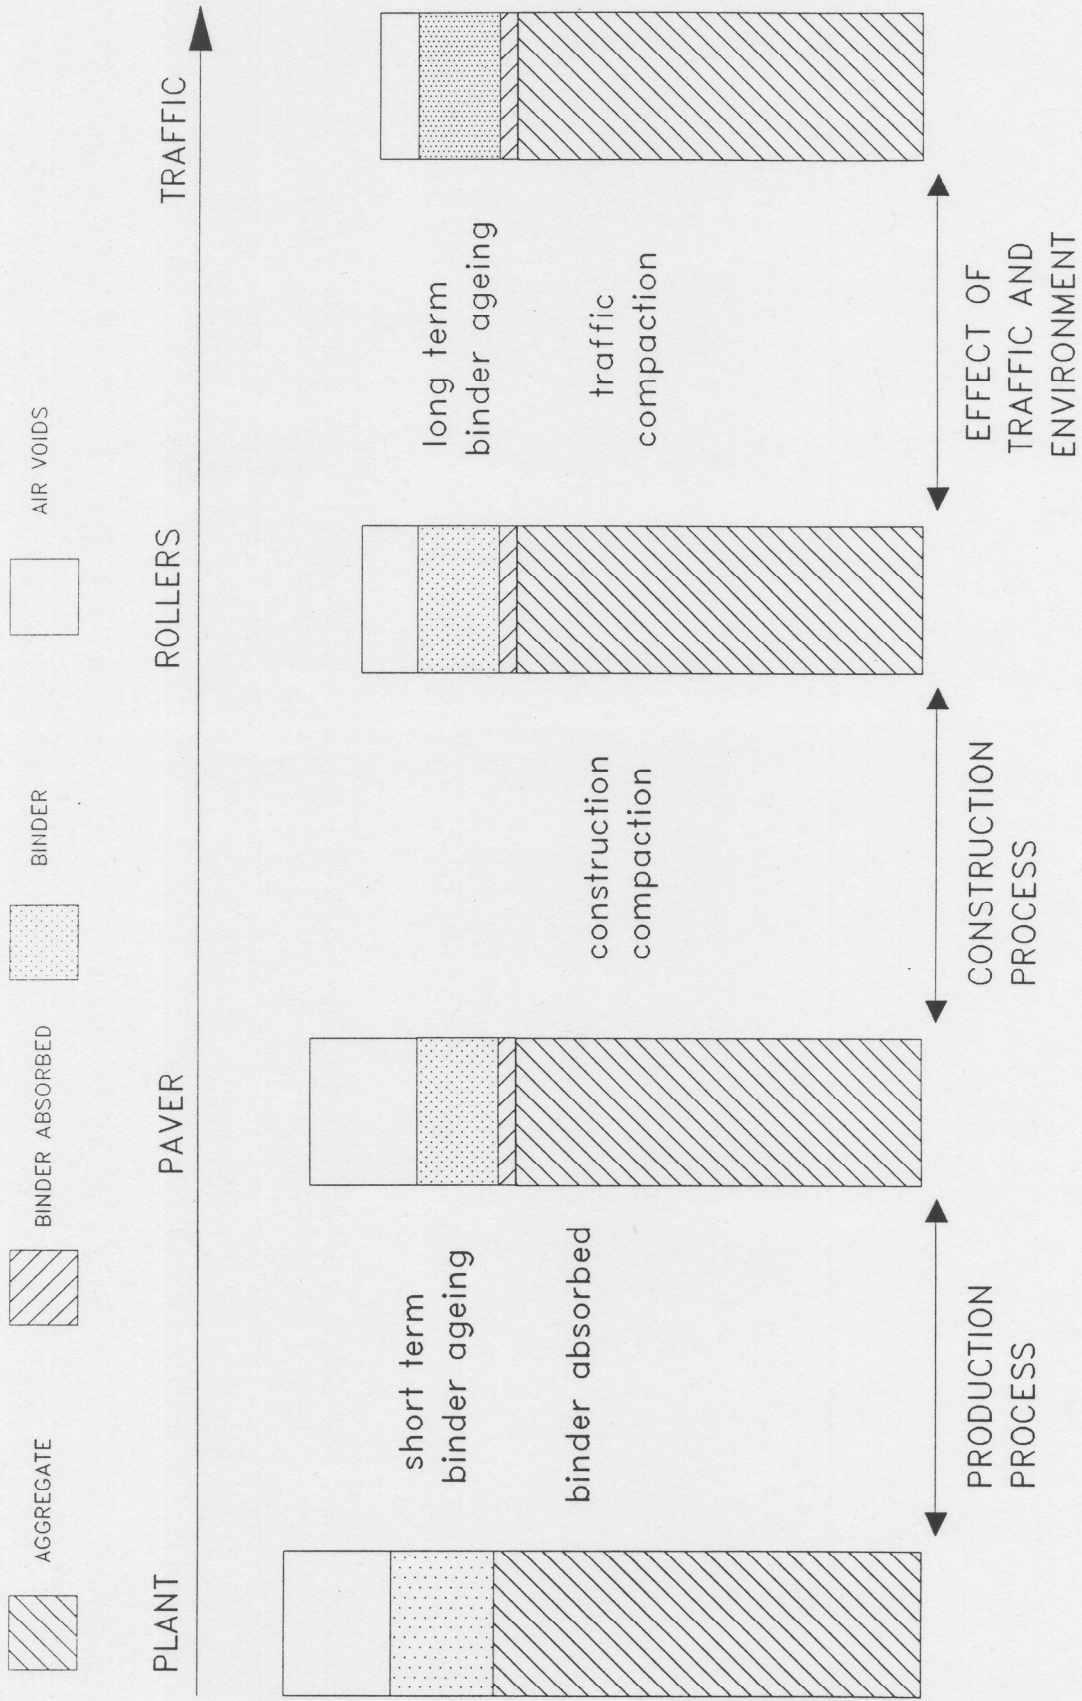 AGGREGATE
BINDER ABSORBED
BINDER
AIR VOIDS
PLANT
PAVER
ROLLERS
TRAFFIC
short term
binder ageing
binder absorbed
construction
compaction
long term
binder ageing
traffic
compaction
PRODUCTION
PROCESS
CONSTRUCTION
PROCESS
EFFECT OF
TRAFFIC AND
ENVIRONMENT